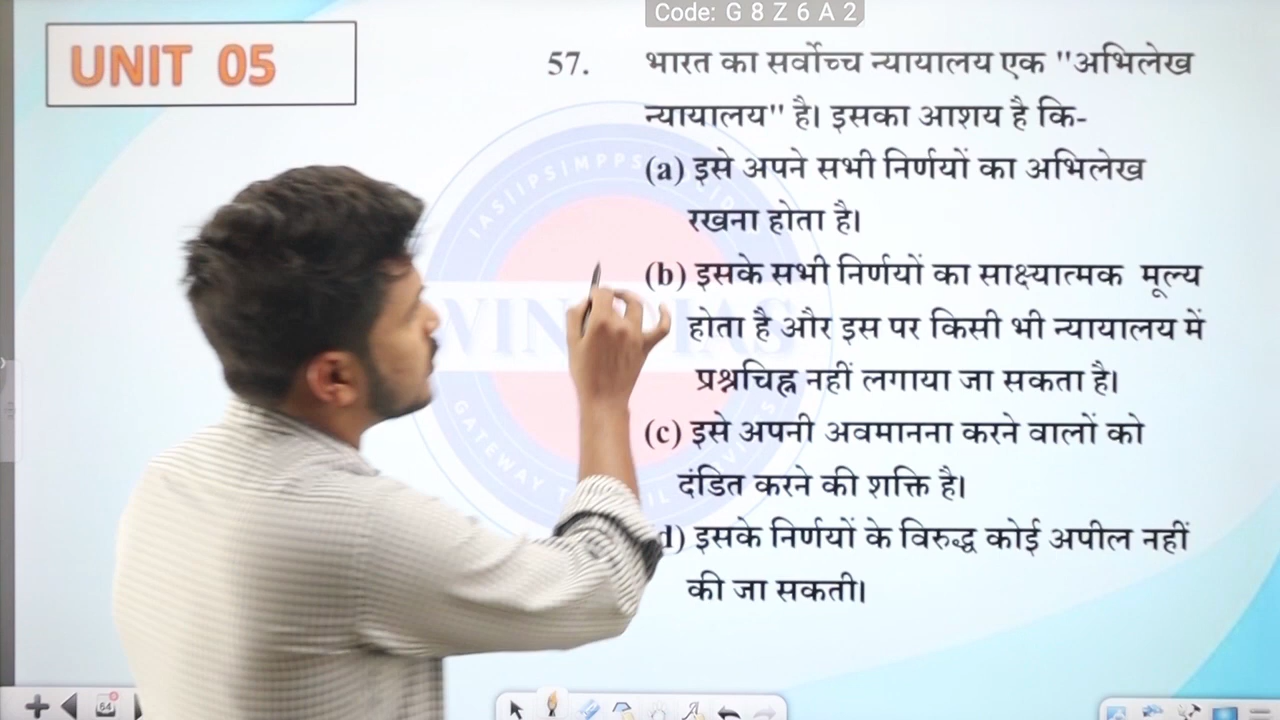 Code: G 8 Z 6 A 2
UNIT 05
57. भारत का सर्वोच्च न्यायालय एक "अभिलेख
न्यायालय" है। इसका आशय है कि-
(a) इसे अपने सभी निर्णयों का अभिलेख
रखना होता है।
(b) इसके सभी निर्णयों का साक्ष्यात्मक मूल्य
होता है और इस पर किसी भी न्यायालय में
प्रश्नचिह्न नहीं लगाया जा सकता है।
(c) इसे अपनी अवमानना करने वालों को
दंडित करने की शक्ति है।
d) इसके निर्णयों के विरुद्ध कोई अपील नहीं
की जा सकती।
64